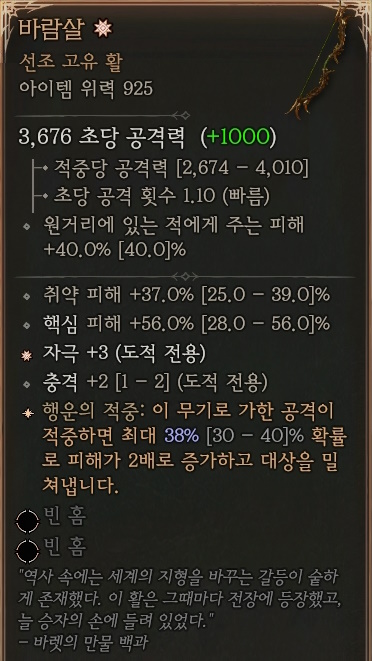 바람살
선조 고유 활
아이템 위력 925
3,676 초당 공격력 (+1000)
적중당 공격력 [2,674 – 4,010]
초당 공격 횟수 1.10 (빠름)
원거리에 있는 적에게 주는 피해
+40.0% [40.0]%
취약 피해 +37.0% [25.0 – 39.0]%
핵심 피해 +56.0% [28.0 – 56.0]%
자극 +3 (도적 전용)
충격 +2 [1 – 2] (도적 전용)
행운의 적중: 이 무기로 가한 공격이
적중하면 최대 38% [30 – 40]% 확률
로 피해가 2배로 증가하고 대상을 밀
쳐냅니다.
빈 홈
빈 홈
"역사 속에는 세계의 지형을 바꾸는 갈등이 숱하
게 존재했다. 이 활은 그때마다 전장에 등장했고,
늘 승자의 손에 들려 있었다."
– 바렛의 만물 백과